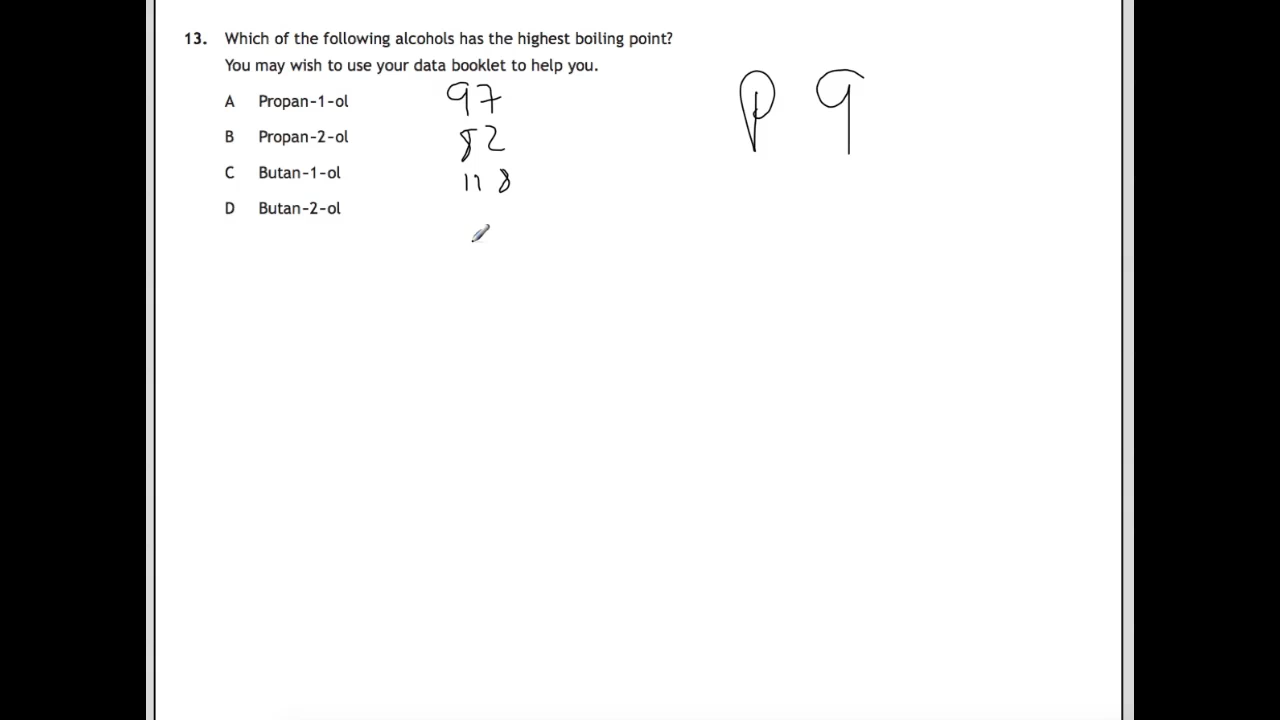 13. Which of the following alcohols has the highest boiling point?
You may wish to use your data booklet to help you.
A Propan-1-ol 97
B Propan-2-ol 82
C Butan-1-ol 118
D Butan-2-ol
P 9